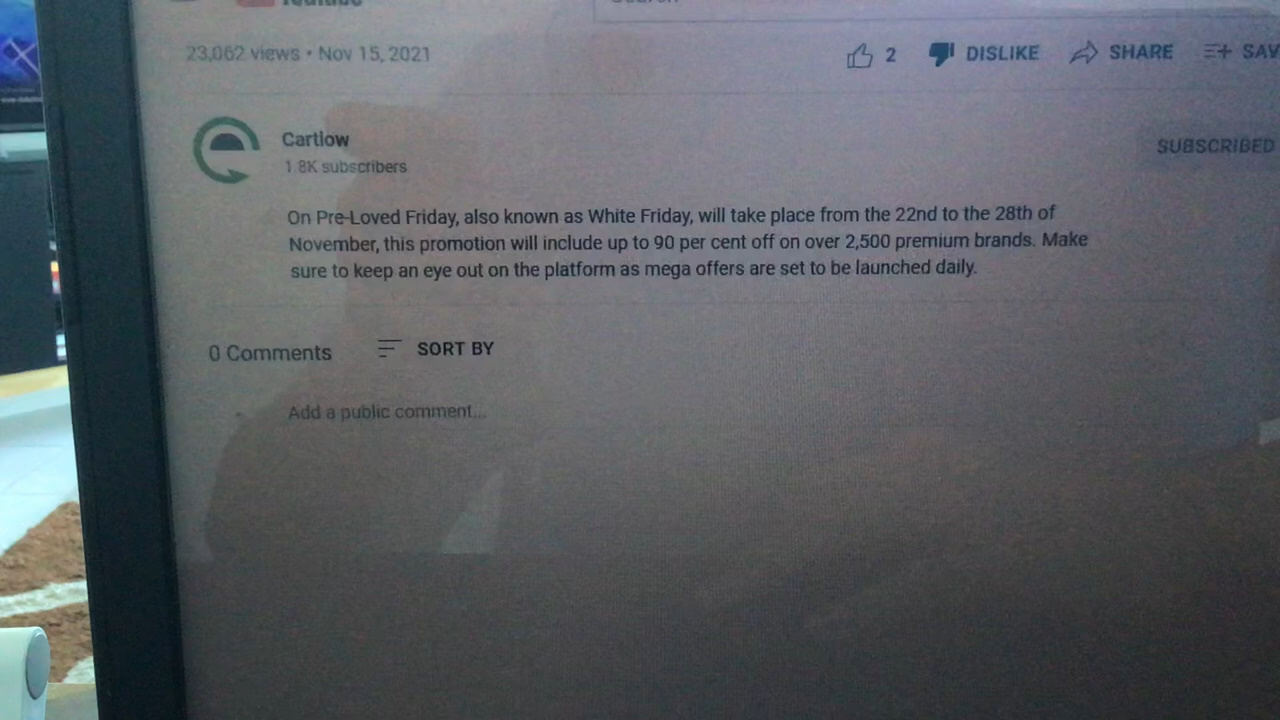 YouTube
Search
23,062 views • Nov 15, 2021
2 DISLIKE SHARE SAV
Cartlow
1.8K subscribers
SUBSCRIBED
On Pre-Loved Friday, also known as White Friday, will take place from the 22nd to the 28th of
November, this promotion will include up to 90 per cent off on over 2,500 premium brands. Make
sure to keep an eye out on the platform as mega offers are set to be launched daily.
0 Comments SORT BY
Add a public comment...